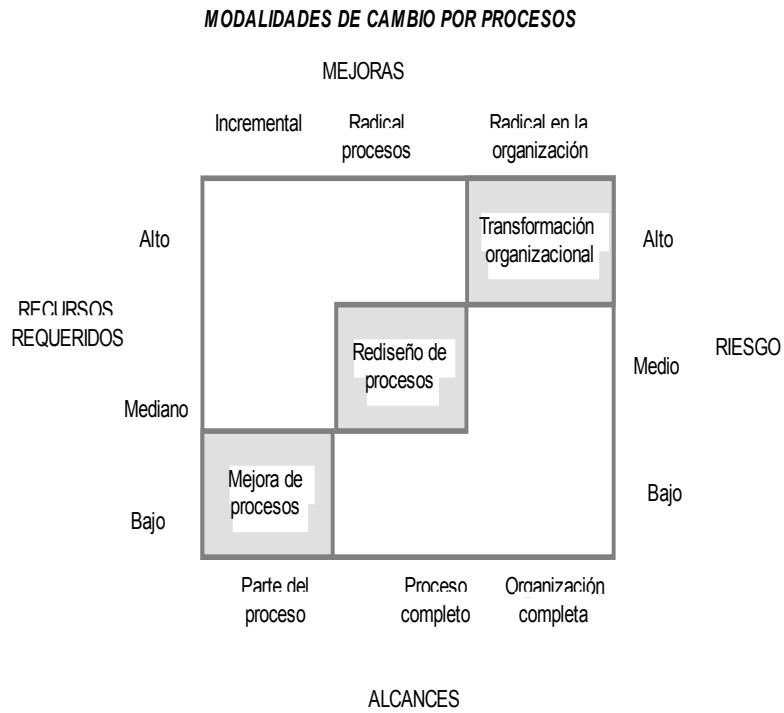 MODALIDADES DE CAMBIO POR PROCESOS
MEJORAS
Incremental
Radical
procesos
Radical en la
organización
Alto
Transformación
organizacional
Alto
RECURSOS
REQUERIDOS
Rediseño de
procesos
Medio
RIESGO
Mediano
Mejora de
procesos
Bajo
Bajo
Parte del
proceso
Proceso
completo
Organización
completa
ALCANCES